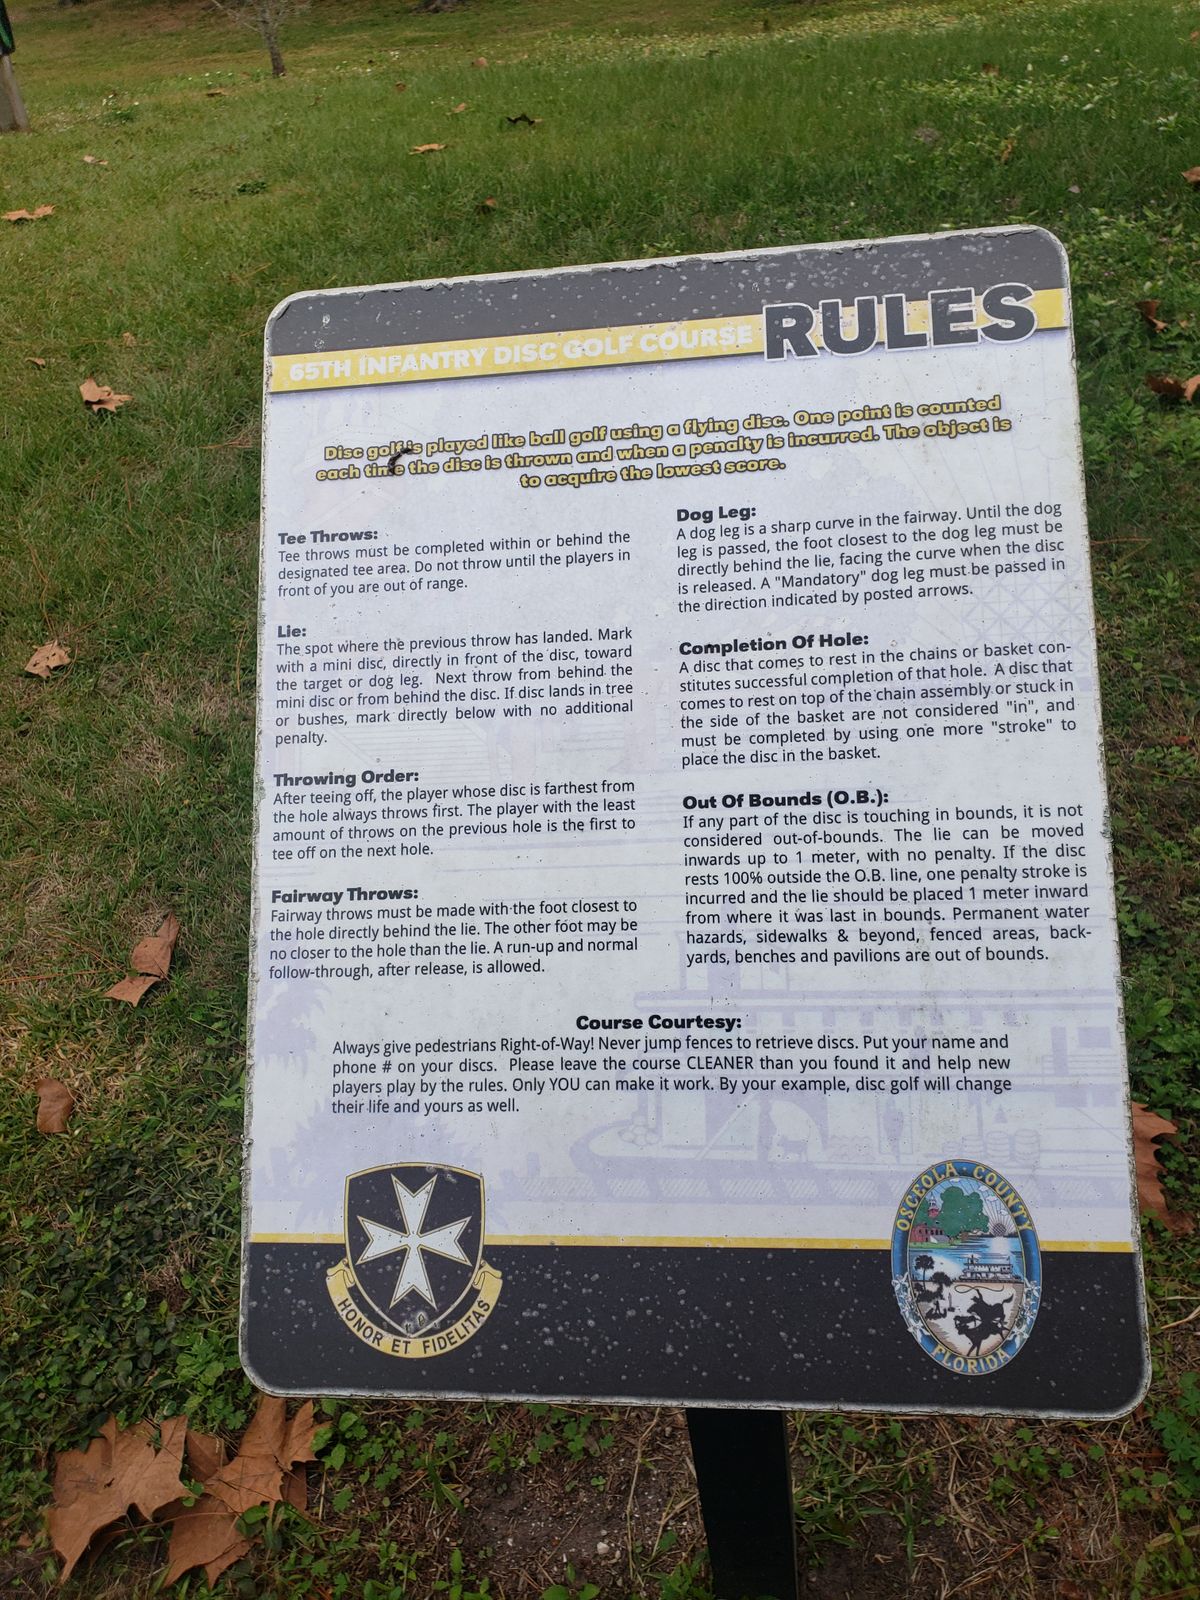 65TH INFANTRY DISC GOLF COURSE RULES
Disc golf is played like ball golf using a flying disc. One point is counted
each time the disc is thrown and when a penalty is incurred. The object is
to acquire the lowest score.
Tee Throws:
Tee throws must be completed within or behind the
designated tee area. Do not throw until the players in
front of you are out of range.
Lie:
The spot where the previous throw has landed. Mark
with a mini disc, directly in front of the disc, toward
the target or dog leg. Next throw from behind the
mini disc or from behind the disc. If disc lands in tree
or bushes, mark directly below with no additional
penalty.
Throwing Order:
After teeing off, the player whose disc is farthest from
the hole always throws first. The player with the least
amount of throws on the previous hole is the first to
tee off on the next hole.
Fairway Throws:
Fairway throws must be made with the foot closest to
the hole directly behind the lie. The other foot may be
no closer to the hole than the lie. A run-up and normal
follow-through, after release, is allowed.
Dog Leg:
A dog leg is a sharp curve in the fairway. Until the dog
leg is passed, the foot closest to the dog leg must be
directly behind the lie, facing the curve when the disc
is released. A "Mandatory" dog leg must be passed in
the direction indicated by posted arrows.
Completion Of Hole:
A disc that comes to rest in the chains or basket con-
stitutes successful completion of that hole. A disc that
comes to rest on top of the chain assembly or stuck in
the side of the basket are not considered "in", and
must be completed by using one more "stroke" to
place the disc in the basket.
Out Of Bounds (O.B.):
If any part of the disc is touching in bounds, it is not
considered out-of-bounds. The lie can be moved
inwards up to 1 meter, with no penalty. If the disc
rests 100% outside the O.B. line, one penalty stroke is
incurred and the lie should be placed 1 meter inward
from where it was last in bounds. Permanent water
hazards, sidewalks & beyond, fenced areas, back-
yards, benches and pavilions are out of bounds.
Course Courtesy:
Always give pedestrians Right-of-Way! Never jump fences to retrieve discs. Put your name and
phone # on your discs. Please leave the course CLEANER than you found it and help new
players play by the rules. Only YOU can make it work. By your example, disc golf will change
their life and yours as well.
HONOR ET FIDELITAS
OSCEOLA · COUNTY
FLORIDA